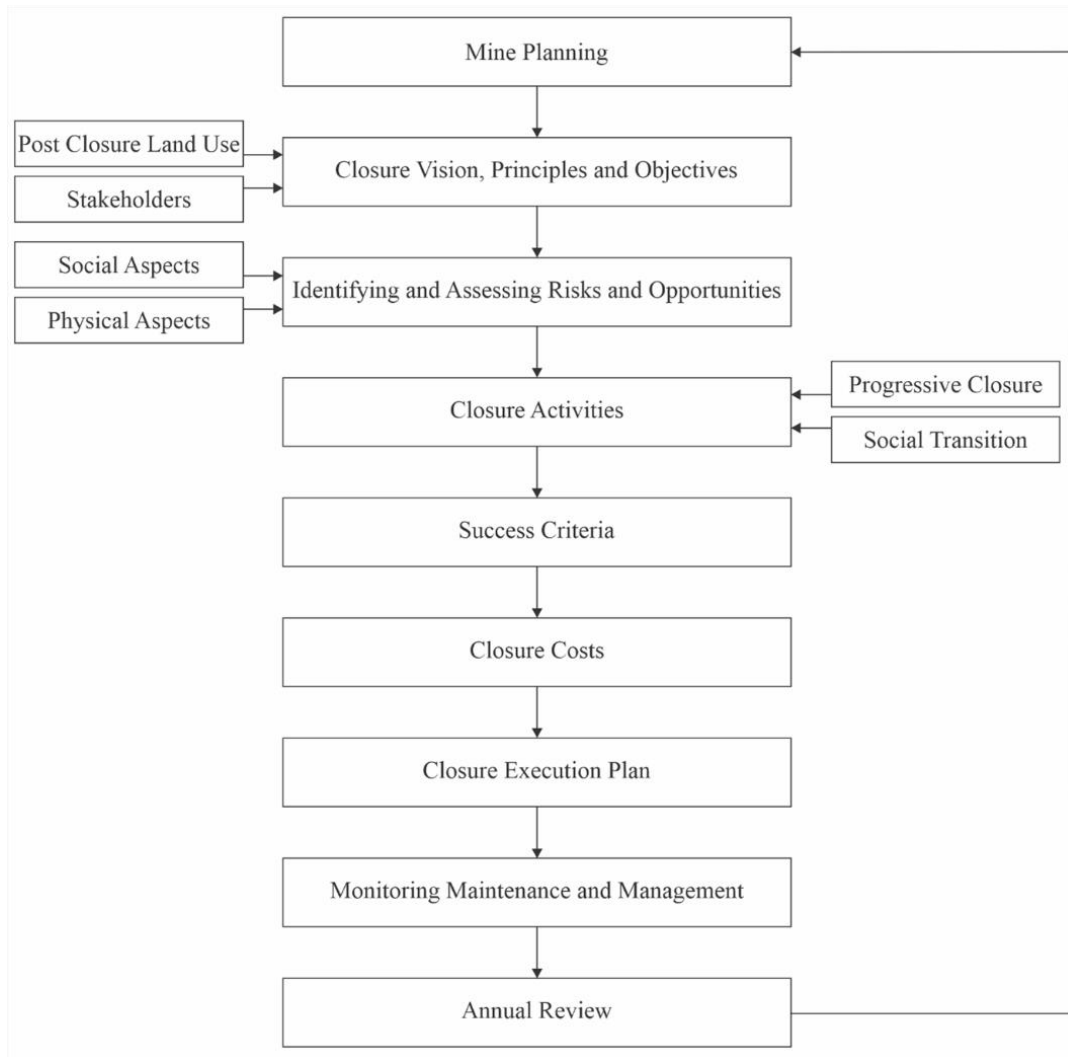 Mine Planning
Post Closure Land Use
Closure Vision, Principles and Objectives
Stakeholders
Social Aspects
Identifying and Assessing Risks and Opportunities
Physical Aspects
Progressive Closure
Closure Activities
Social Transition
Success Criteria
Closure Costs
Closure Execution Plan
Monitoring Maintenance and Management
Annual Review